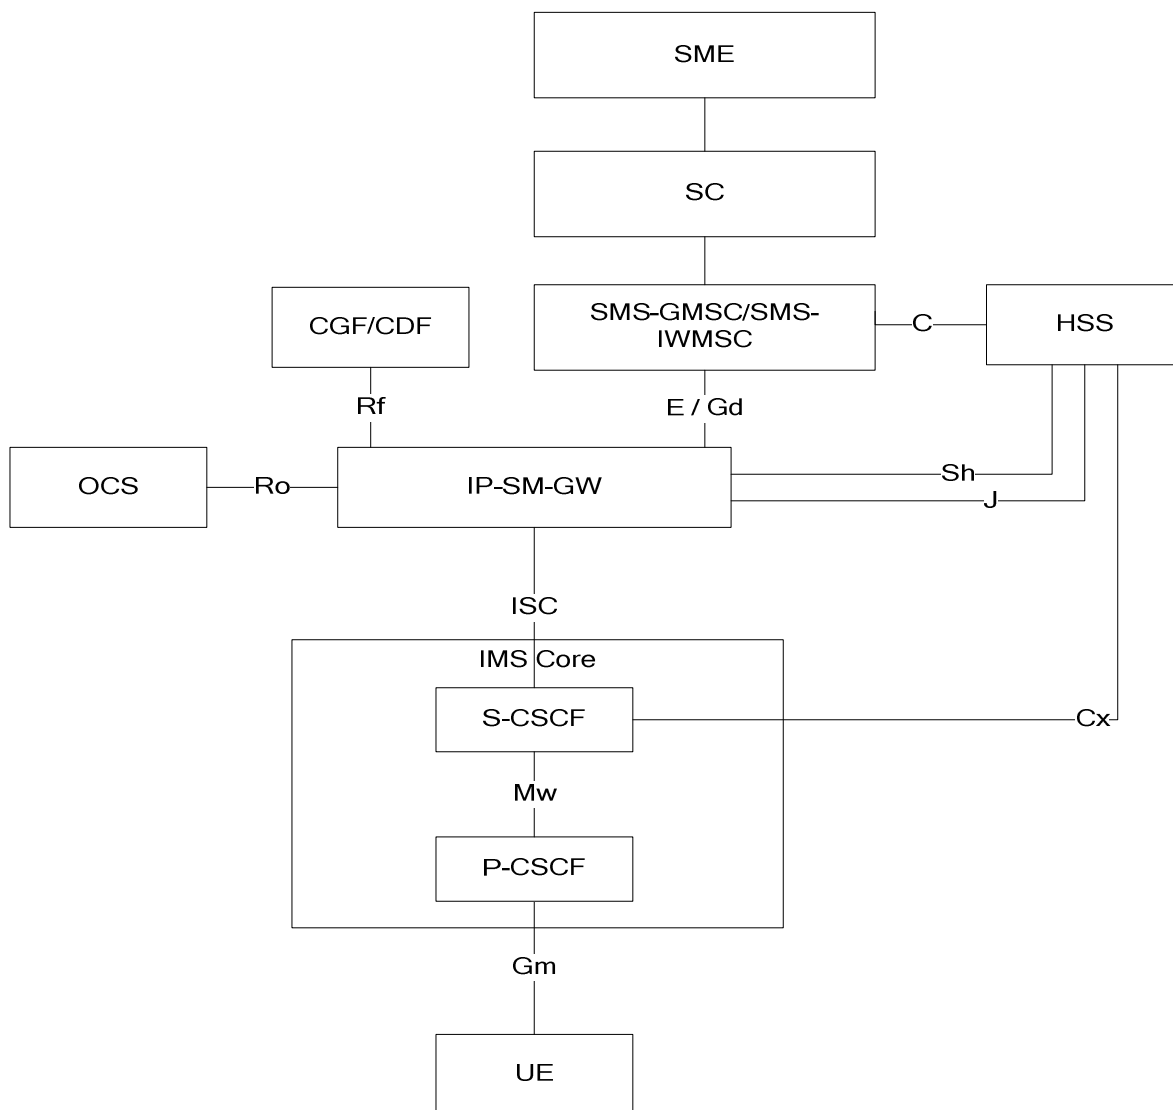 SME
SC
SMS-GMSC/SMS-
IWMSC
C
HSS
CGF/CDF
Rf
E / Gd
OCS
Ro
IP-SM-GW
Sh
J
ISC
IMS Core
S-CSCF
Cx
Mw
P-CSCF
Gm
UE